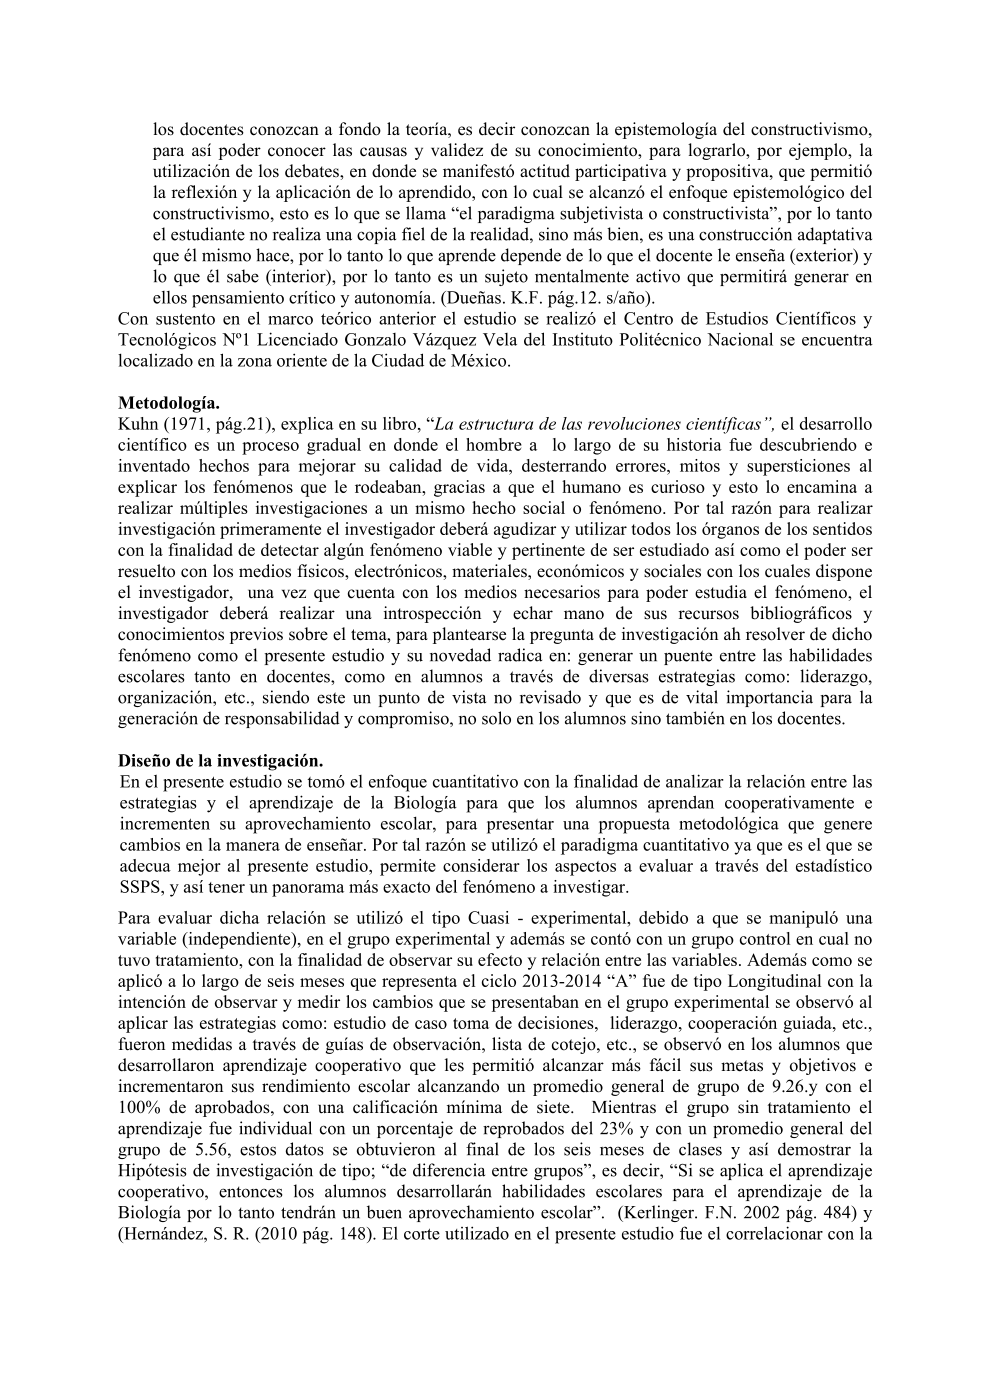 los docentes conozcan a fondo la teoría, es decir conozcan la epistemología del constructivismo,
para así poder conocer las causas y validez de su conocimiento, para lograrlo, por ejemplo, la
utilización de los debates, en donde se manifestó actitud participativa y propositiva, que permitió
la reflexión y la aplicación de lo aprendido, con lo cual se alcanzó el enfoque epistemológico del
constructivismo, esto es lo que se llama “el paradigma subjetivista o constructivista”, por lo tanto
el estudiante no realiza una copia fiel de la realidad, sino más bien, es una construcción adaptativa
que él mismo hace, por lo tanto lo que aprende depende de lo que el docente le enseña (exterior) y
lo que él sabe (interior), por lo tanto es un sujeto mentalmente activo que permitirá generar en
ellos pensamiento crítico y autonomía. (Dueñas. K.F. pág.12. s/año).
Con sustento en el marco teórico anterior el estudio se realizó el Centro de Estudios Científicos y
Tecnológicos Nº1 Licenciado Gonzalo Vázquez Vela del Instituto Politécnico Nacional se encuentra
localizado en la zona oriente de la Ciudad de México.
Metodología.
Kuhn (1971, pág.21), explica en su libro, “La estructura de las revoluciones científicas”, el desarrollo
científico es un proceso gradual en donde el hombre a lo largo de su historia fue descubriendo e
inventado hechos para mejorar su calidad de vida, desterrando errores, mitos y supersticiones al
explicar los fenómenos que le rodeaban, gracias a que el humano es curioso y esto lo encamina a
realizar múltiples investigaciones a un mismo hecho social o fenómeno. Por tal razón para realizar
investigación primeramente el investigador deberá agudizar y utilizar todos los órganos de los sentidos
con la finalidad de detectar algún fenómeno viable y pertinente de ser estudiado así como el poder ser
resuelto con los medios físicos, electrónicos, materiales, económicos y sociales con los cuales dispone
el investigador, una vez que cuenta con los medios necesarios para poder estudia el fenómeno, el
investigador deberá realizar una introspección y echar mano de sus recursos bibliográficos y
conocimientos previos sobre el tema, para plantearse la pregunta de investigación ah resolver de dicho
fenómeno como el presente estudio y su novedad radica en: generar un puente entre las habilidades
escolares tanto en docentes, como en alumnos a través de diversas estrategias como: liderazgo,
organización, etc., siendo este un punto de vista no revisado y que es de vital importancia para la
generación de responsabilidad y compromiso, no solo en los alumnos sino también en los docentes.
Diseño de la investigación.
En el presente estudio se tomó el enfoque cuantitativo con la finalidad de analizar la relación entre las
estrategias y el aprendizaje de la Biología para que los alumnos aprendan cooperativamente e
incrementen su aprovechamiento escolar, para presentar una propuesta metodológica que genere
cambios en la manera de enseñar. Por tal razón se utilizó el paradigma cuantitativo ya que es el que se
adecua mejor al presente estudio, permite considerar los aspectos a evaluar a través del estadístico
SSPS, y así tener un panorama más exacto del fenómeno a investigar.
Para evaluar dicha relación se utilizó el tipo Cuasi - experimental, debido a que se manipuló una
variable (independiente), en el grupo experimental y además se contó con un grupo control en cual no
tuvo tratamiento, con la finalidad de observar su efecto y relación entre las variables. Además como se
aplicó a lo largo de seis meses que representa el ciclo 2013-2014 “A” fue de tipo Longitudinal con la
intención de observar y medir los cambios que se presentaban en el grupo experimental se observó al
aplicar las estrategias como: estudio de caso toma de decisiones, liderazgo, cooperación guiada, etc.,
fueron medidas a través de guías de observación, lista de cotejo, etc., se observó en los alumnos que
desarrollaron aprendizaje cooperativo que les permitió alcanzar más fácil sus metas y objetivos e
incrementaron sus rendimiento escolar alcanzando un promedio general de grupo de 9.26.y con el
100% de aprobados, con una calificación mínima de siete. Mientras el grupo sin tratamiento el
aprendizaje fue individual con un porcentaje de reprobados del 23% y con un promedio general del
grupo de 5.56, estos datos se obtuvieron al final de los seis meses de clases y así demostrar la
Hipótesis de investigación de tipo; “de diferencia entre grupos”, es decir, “Si se aplica el aprendizaje
cooperativo, entonces los alumnos desarrollarán habilidades escolares para el aprendizaje de la
Biología por lo tanto tendrán un buen aprovechamiento escolar”. (Kerlinger. F.N. 2002 pág. 484) y
(Hernández, S. R. (2010 pág. 148). El corte utilizado en el presente estudio fue el correlacionar con la